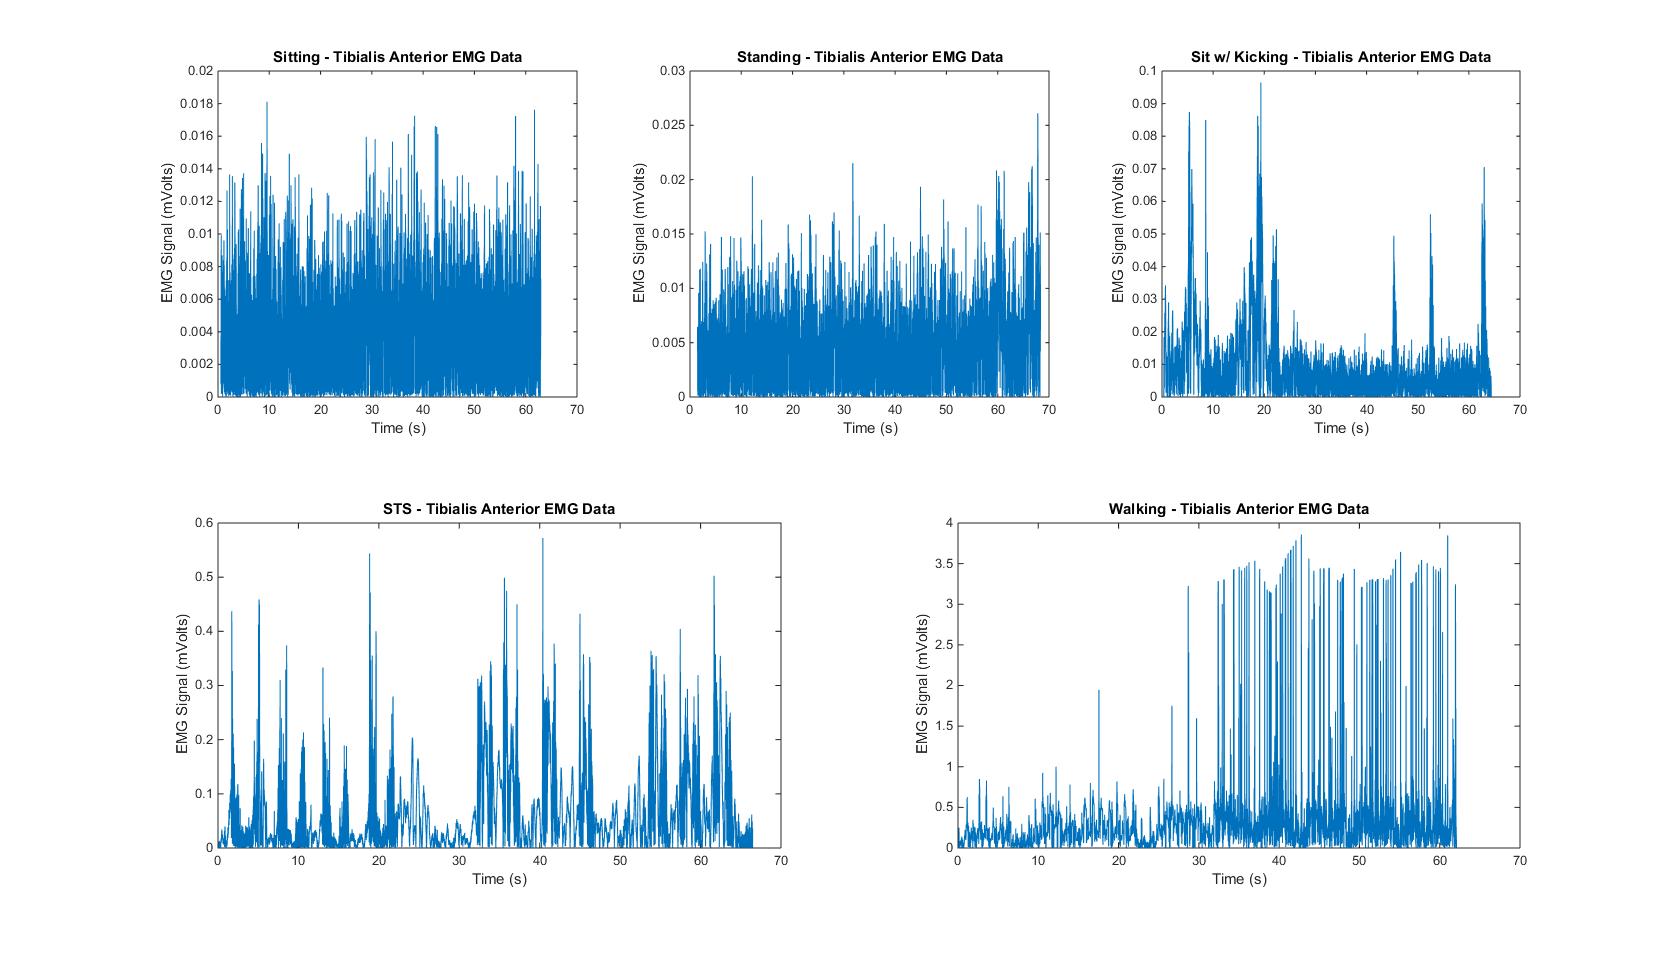 Sitting - Tibialis Anterior EMG Data
0.02
0.018
0.016
0.014
0.012
0.01
0.008
0.006
0.004
0.002
0
EMG Signal (mVolts)
0 10 20 30 40 50 60 70
Time (s)
Standing - Tibialis Anterior EMG Data
0.03
0.025
0.02
0.015
0.01
0.005
0
EMG Signal (mVolts)
0 10 20 30 40 50 60 70
Time (s)
Sit w/ Kicking - Tibialis Anterior EMG Data
0.1
0.09
0.08
0.07
0.06
0.05
0.04
0.03
0.02
0.01
0
EMG Signal (mVolts)
0 10 20 30 40 50 60 70
Time (s)
STS - Tibialis Anterior EMG Data
0.6
0.5
0.4
0.3
0.2
0.1
0
EMG Signal (mVolts)
0 10 20 30 40 50 60 70
Time (s)
Walking - Tibialis Anterior EMG Data
4
3.5
3
2.5
2
1.5
1
0.5
0
EMG Signal (mVolts)
0 10 20 30 40 50 60 70
Time (s)